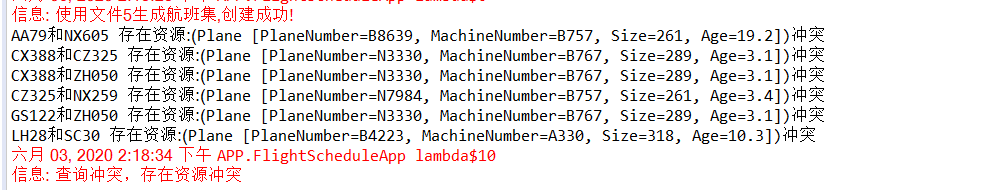 信息: 使用文件5生成航班集,创建成功!
AA79和NX605 存在资源:(Plane [PlaneNumber=B8639, MachineNumber=B757, Size=261, Age=19.2])冲突
CX388和CZ325 存在资源:(Plane [PlaneNumber=N3330, MachineNumber=B767, Size=289, Age=3.1])冲突
CX388和ZH050 存在资源:(Plane [PlaneNumber=N3330, MachineNumber=B767, Size=289, Age=3.1])冲突
CZ325和NX259 存在资源:(Plane [PlaneNumber=N7984, MachineNumber=B757, Size=261, Age=3.4])冲突
GS122和ZH050 存在资源:(Plane [PlaneNumber=N3330, MachineNumber=B767, Size=289, Age=3.1])冲突
LH28和SC30 存在资源:(Plane [PlaneNumber=B4223, MachineNumber=A330, Size=318, Age=10.3])冲突
六月 03, 2020 2:18:34 下午 APP.FlightScheduleApp lambda$10
信息: 查询冲突，存在资源冲突